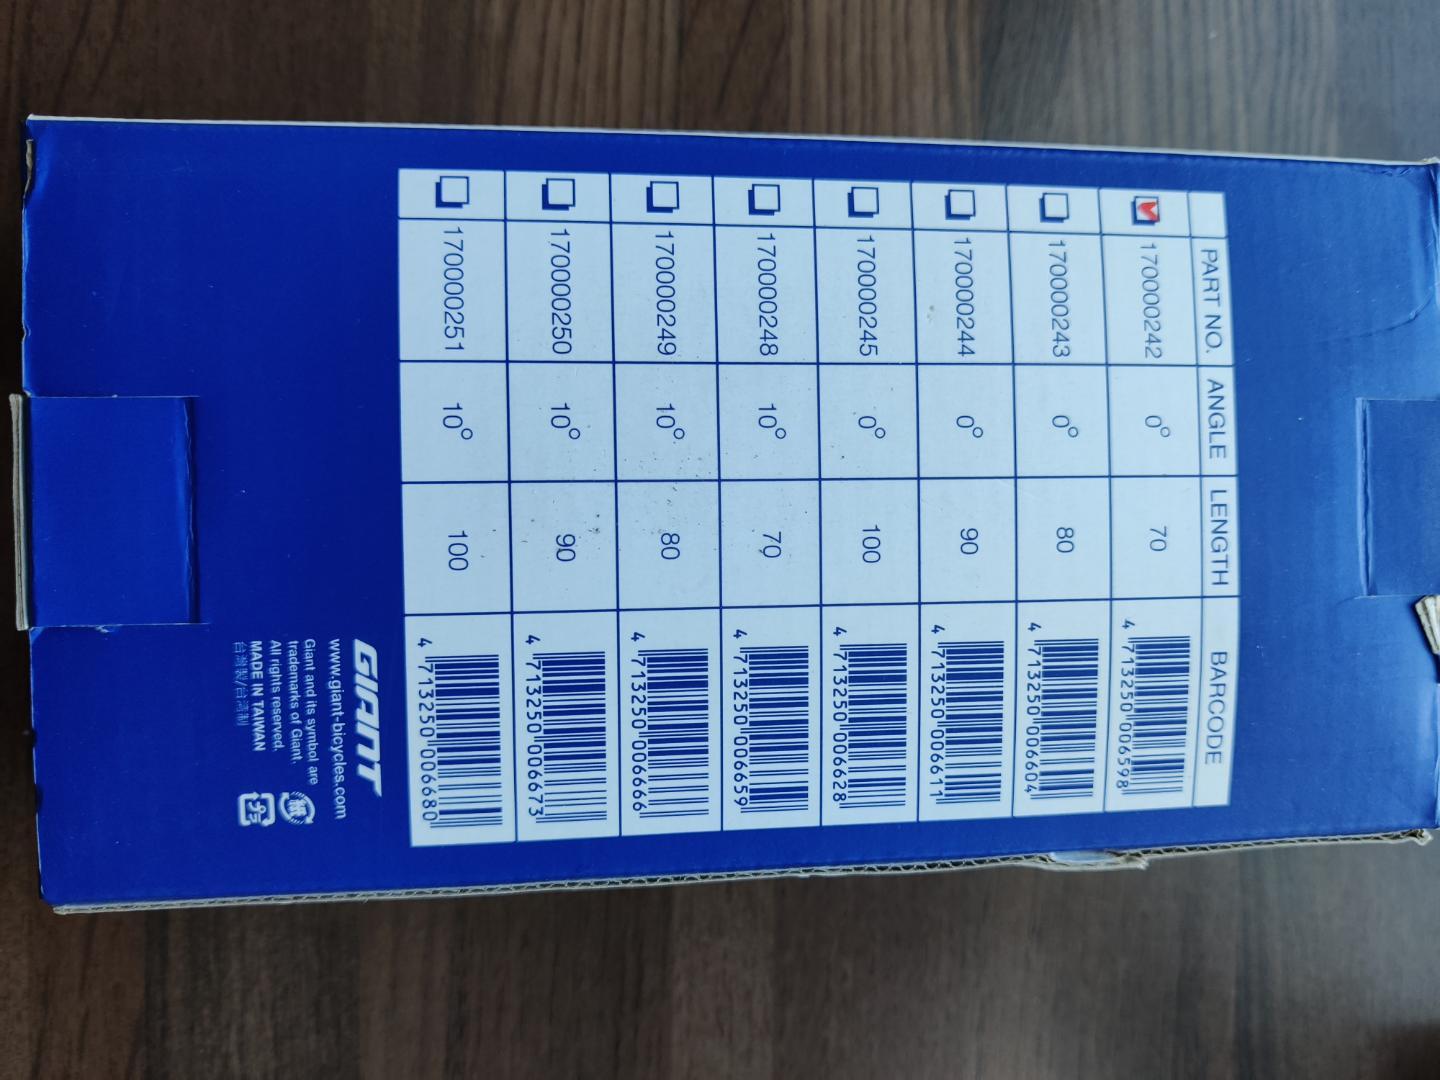 PART NO. ANGLE LENGTH BARCODE
170000242 0° 70 4 713250 006598
170000243 0° 80 4 713250 006604
170000244 0° 90 4 713250 006611
170000245 0° 100 4 713250 006628
170000248 10° 70 4 713250 006659
170000249 10° 80 4 713250 006666
170000250 10° 90 4 713250 006673
170000251 10° 100 4 713250 006680
GIANT
www.giant-bicycles.com
Giant and its symbol are
trademarks of Giant.
All rights reserved.
MADE IN TAIWAN
台灣製/台湾制
紙
プラ